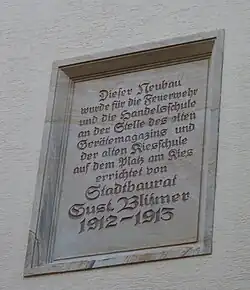 Dieser Neubau
wurde für die Feuerwehr
und die Handelsschule
an der Stelle des alten
Gerätemagazins und
der alten Kiesschule
auf dem Platz am Kies
errichtet von
Stadtbaurat
Gust. Blümer
1912-1913